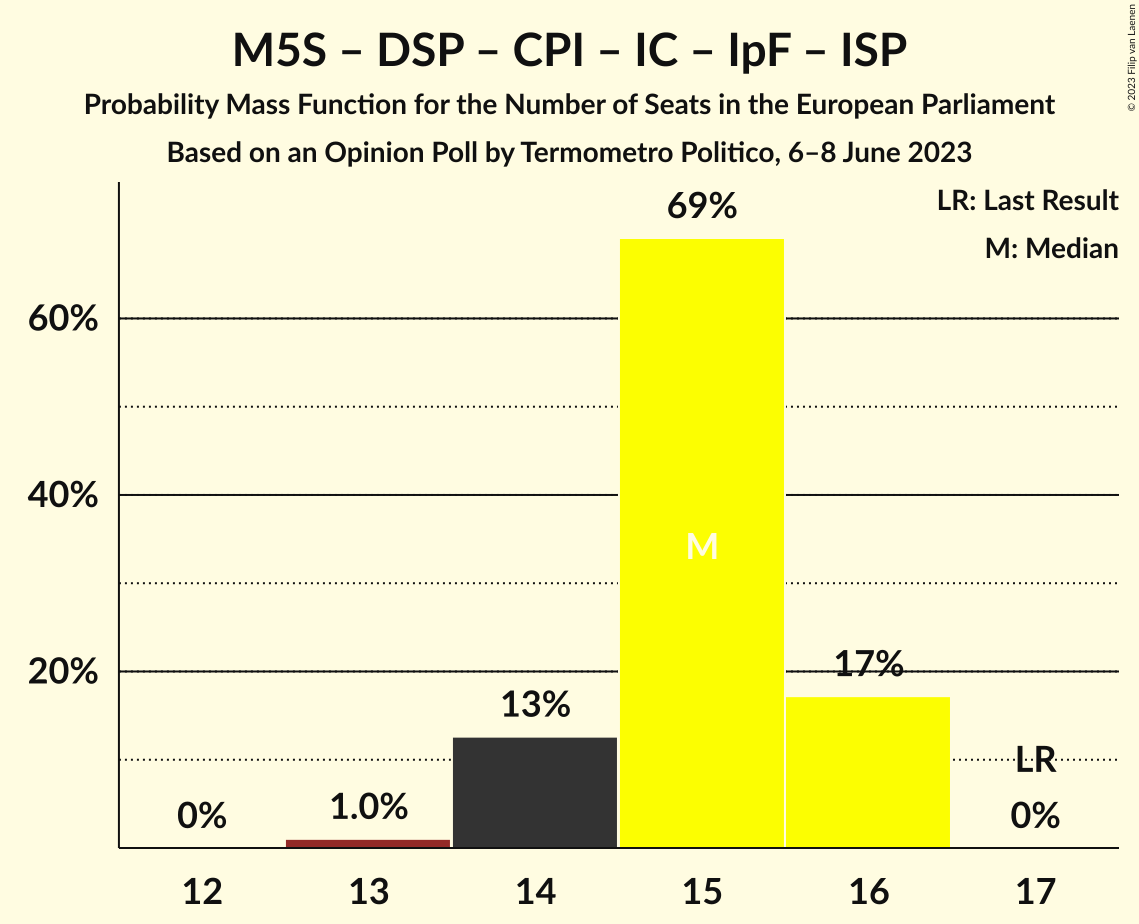 M5S – DSP – CPI – IC – IpF – ISP
Probability Mass Function for the Number of Seats in the European Parliament
Based on an Opinion Poll by Termometro Politico, 6–8 June 2023
© 2023 Filip van Laenen
LR: Last Result
M: Median
60%
40%
20%
0%
1.0%
13%
69%
M
17%
LR
0%
12
13
14
15
16
17